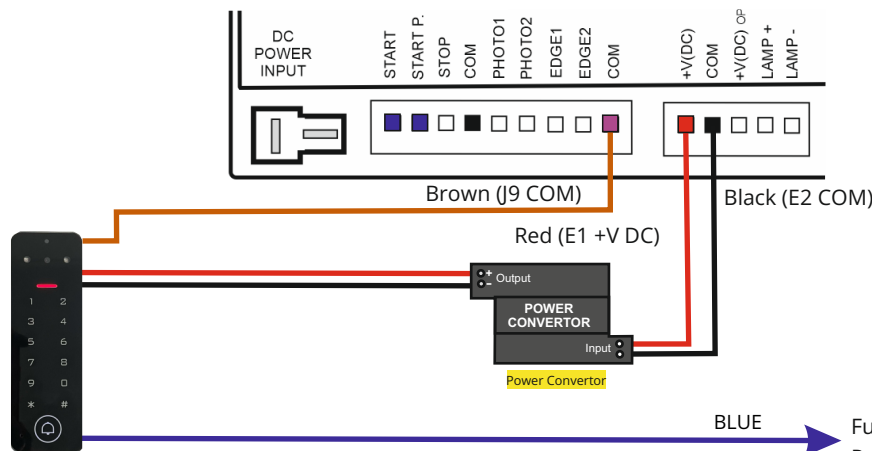 DC
POWER
INPUT
START
START P.
STOP
COM
PHOTO1
PHOTO2
EDGE1
EDGE2
COM
+V(DC)
COM
+V(DC) OP
LAMP +
LAMP -
Brown (J9 COM)
Black (E2 COM)
Red (E1 +V DC)
+ Output
-
POWER
CONVERTOR
Input
Power Convertor
1 2
3 4
5 6
7 8
9 0
* #
BLUE